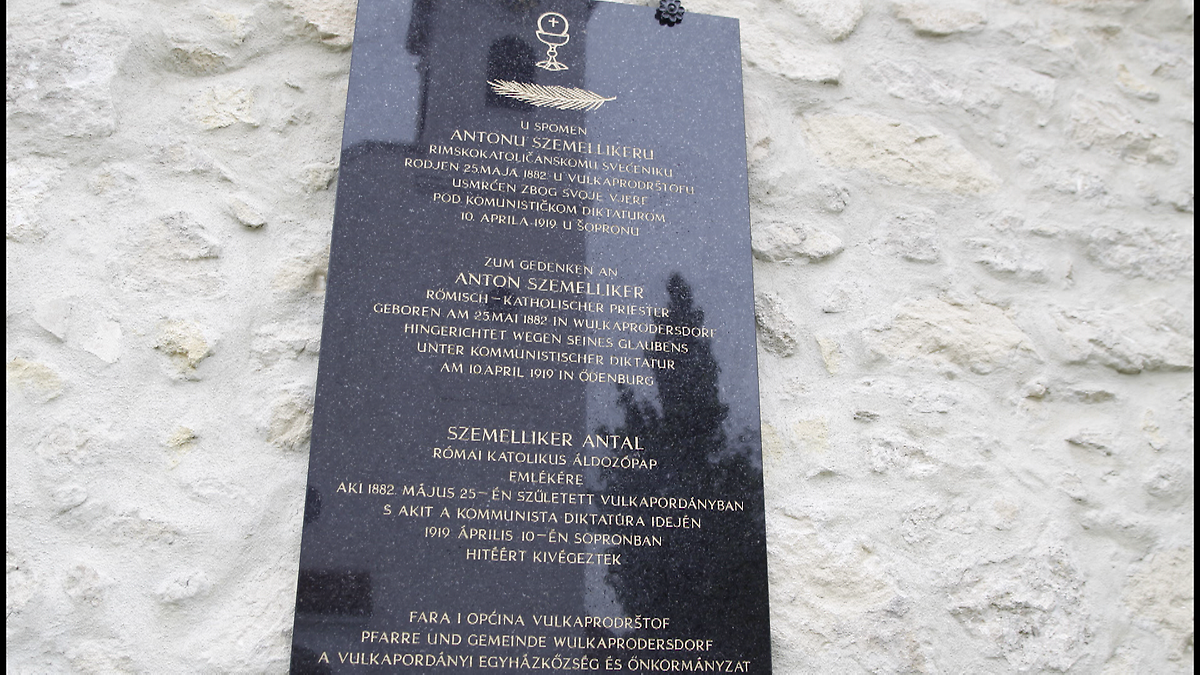 U SPOMEN
ANTONU SZEMELLIKERU
RIMSKOKATOLIČANSKOMU SVEĆENIKU
RODJEN 25.MAJA 1882 U VULKAPRODRŠTOFU
USMRĆEN ZBOG SVOJE VJERE
POD KOMUNISTIČKOM DIKTATUROM
10. APRILA 1919. U ŠOPRONU
ZUM GEDENKEN AN
ANTON SZEMELLIKER
RÖMISCH-KATHOLISCHER PRIESTER
GEBOREN AM 25.MAI 1882 IN WULKAPRODERSDORF
HINGERICHTET WEGEN SEINES GLAUBENS
UNTER KOMMUNISTISCHER DIKTATUR
AM 10.APRIL 1919 IN ÖDENBURG
SZEMELLIKER ANTAL
RÓMAI KATOLIKUS ÁLDOZÓPAP
EMLÉKÉRE
AKI 1882. MÁJUS 25-ÉN SZÜLETETT VULKAPORDÁNYBAN
S AKIT A KOMMUNISTA DIKTATÚRA IDEJÉN
1919. ÁPRILIS 10-ÉN SOPRONBAN
HITÉÉRT KIVÉGEZTEK
FARA I OPĆINA VULKAPRODRŠTOF
PFARRE UND GEMEINDE WULKAPRODERSDORF
A VULKAPORDÁNYI EGYHÁZKÖZSÉG ÉS ÖNKORMÁNYZAT